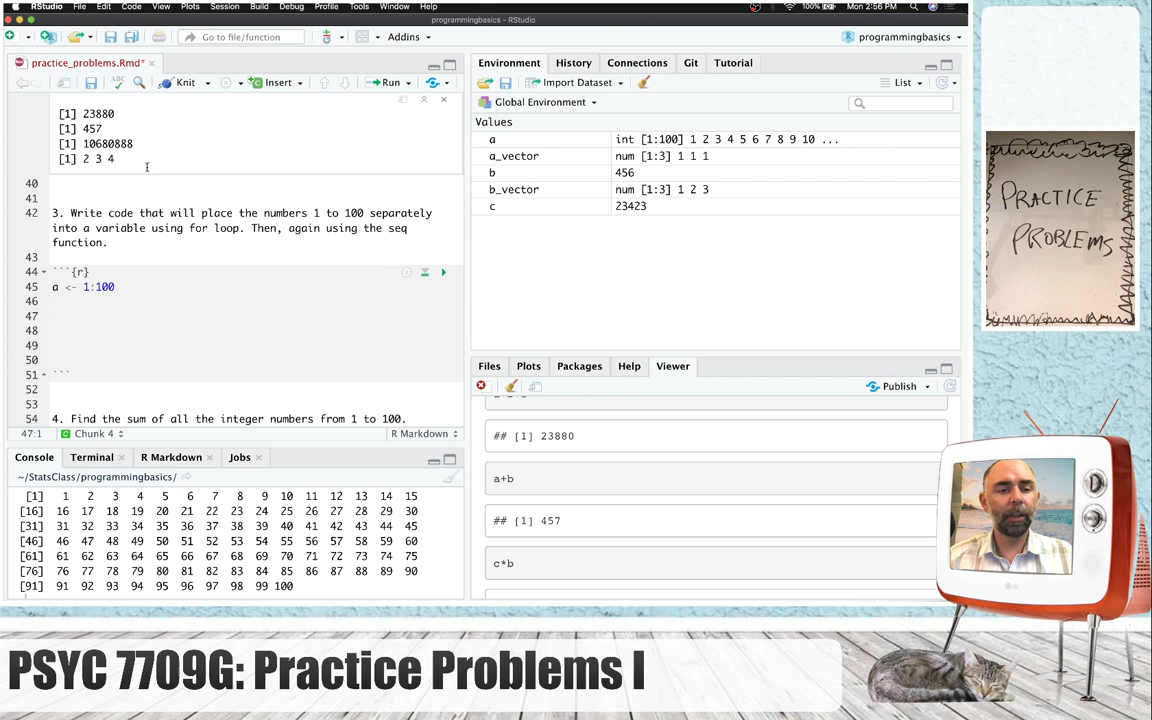 RStudio File Edit Code View Plots Session Build Debug Profile Tools Window Help
100% Mon 2:56 PM
programmingbasics - RStudio
Go to file/function
Addins
programmingbasics
practice_problems.Rmd*
ABC Knit Insert Run
[1] 23880
[1] 457
[1] 10680888
[1] 2 3 4
40
41
42 3. Write code that will place the numbers 1 to 100 separately
into a variable using for loop. Then, again using the seq
function.
43
44 ```{r}
45 a <- 1:100
46
47
48
49
50
51 ```
52
53
54 4. Find the sum of all the integer numbers from 1 to 100.
47:1 Chunk 4 R Markdown
Console Terminal R Markdown Jobs
~/StatsClass/programmingbasics/
[1] 1 2 3 4 5 6 7 8 9 10 11 12 13 14 15
[16] 16 17 18 19 20 21 22 23 24 25 26 27 28 29 30
[31] 31 32 33 34 35 36 37 38 39 40 41 42 43 44 45
[46] 46 47 48 49 50 51 52 53 54 55 56 57 58 59 60
[61] 61 62 63 64 65 66 67 68 69 70 71 72 73 74 75
[76] 76 77 78 79 80 81 82 83 84 85 86 87 88 89 90
[91] 91 92 93 94 95 96 97 98 99 100
Environment History Connections Git Tutorial
Import Dataset List
Global Environment
Values
a int [1:100] 1 2 3 4 5 6 7 8 9 10 ...
a_vector num [1:3] 1 1 1
b 456
b_vector num [1:3] 1 2 3
c 23423
Files Plots Packages Help Viewer
Publish
## [1] 23880
a+b
## [1] 457
c*b
PRACTICE
PROBLEMS
LG
PSYC 7709G: Practice Problems I